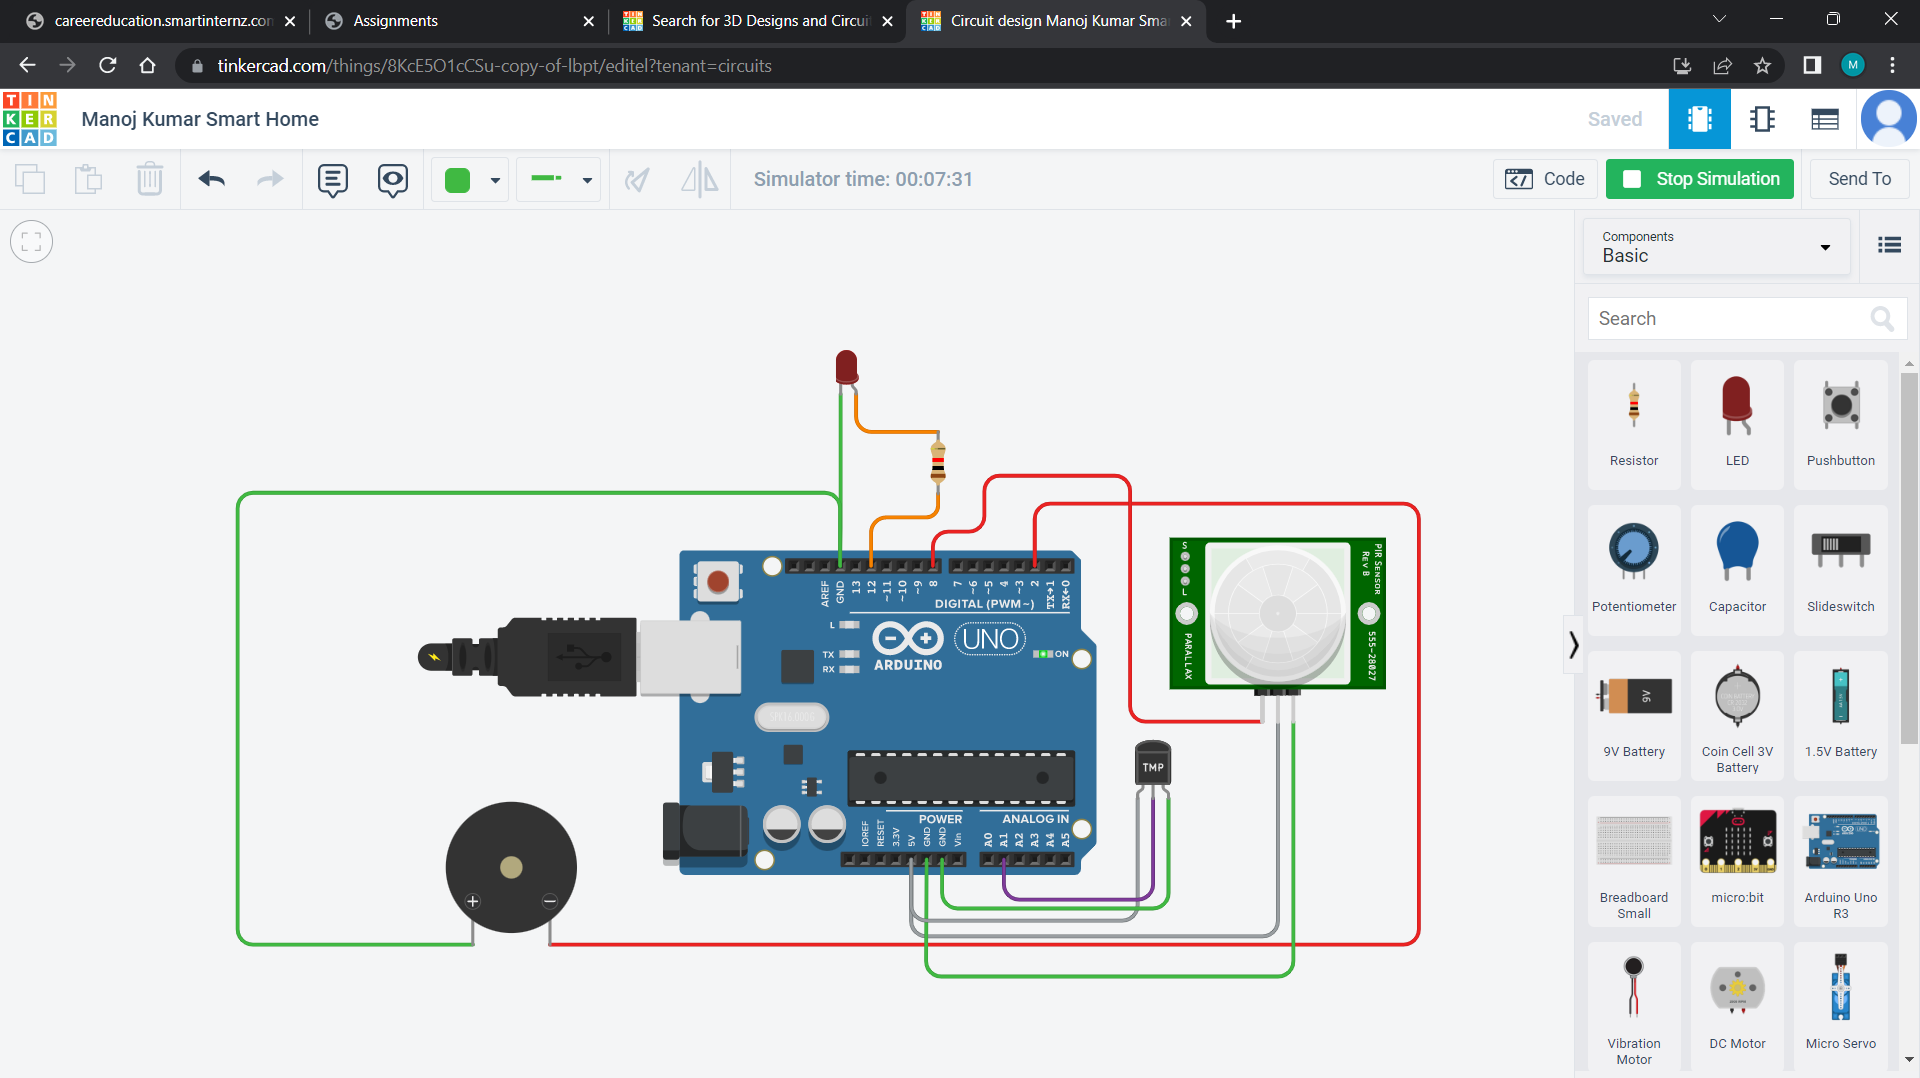 careereducation.smartinternz.con
Assignments
Search for 3D Designs and Circui
Circuit design Manoj Kumar Sma
tinkercad.com/things/8KcE5O1cCSu-copy-of-lbpt/editel?tenant=circuits
M
TIN
KER
CAD
Manoj Kumar Smart Home
Saved
Simulator time: 00:07:31
Code
Stop Simulation
Send To
Components
Basic
Search
Resistor
LED
Pushbutton
Potentiometer
Capacitor
Slideswitch
9V
9V Battery
Coin Cell 3V
Battery
1.5V Battery
Breadboard
Small
micro:bit
Arduino Uno
R3
Vibration
Motor
DC Motor
Micro Servo
AREF
GND
13
12
~11
~10
~9
8
7
~6
~5
4
~3
2
TX→1
RX←0
DIGITAL (PWM~)
L
TX
RX
ARDUINO
UNO
ON
IOREF
RESET
3.3V
5V
GND
GND
Vin
POWER
ANALOG IN
A0
A1
A2
A3
A4
A5
S
L
PIR SENSOR
REV B
PARALLAX
555-28027
TMP
+
−